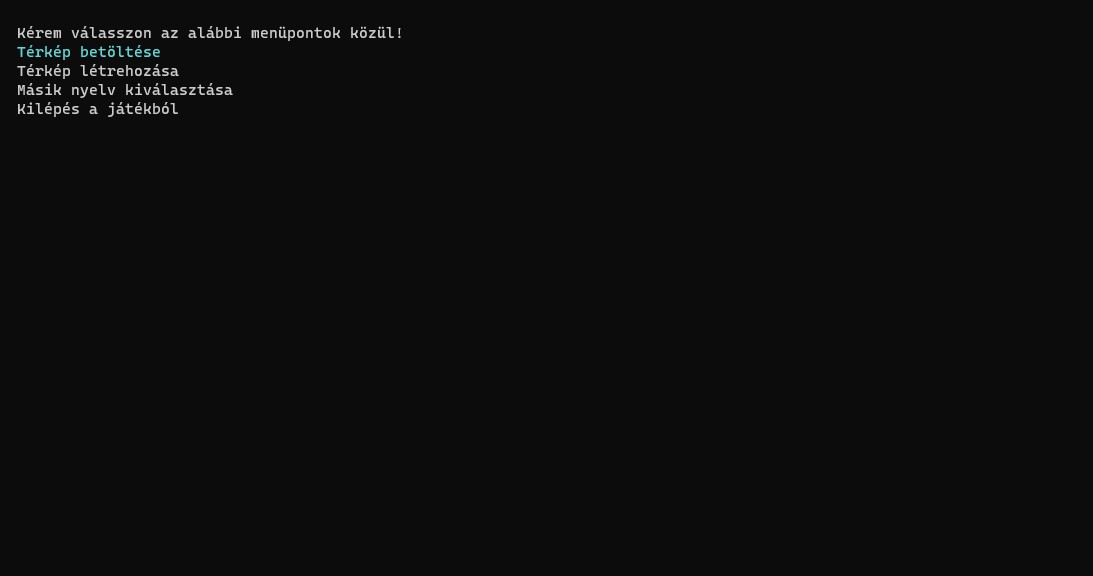 Kérem válasszon az alábbi menüpontok közül!
Térkép betöltése
Térkép létrehozása
Másik nyelv kiválasztása
Kilépés a játékból